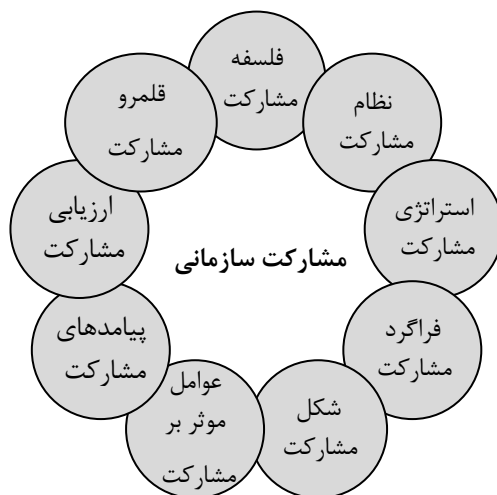 فلسفه
مشارکت
نظام
مشارکت
استراتژی
مشارکت
فراگرد
مشارکت
شکل
مشارکت
عوامل
موثر بر
مشارکت
پیامدهای
مشارکت
ارزیابی
مشارکت
قلمرو
مشارکت
مشارکت سازمانی